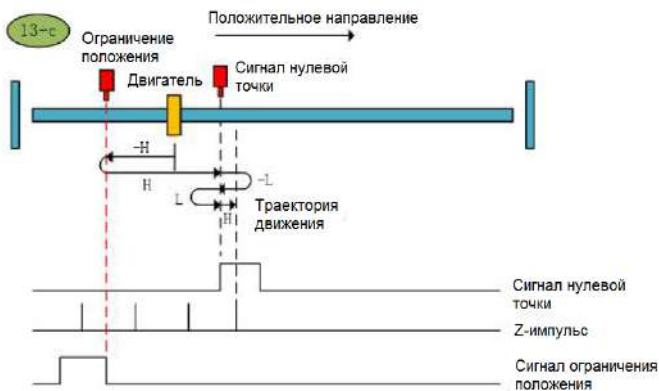 13-c
Положительное направление
Ограничение
положения
Двигатель
Сигнал нулевой
точки
-H
H
-L
L
H
Траектория
движения
Сигнал нулевой
точки
Z-импульс
Сигнал ограничения
положения